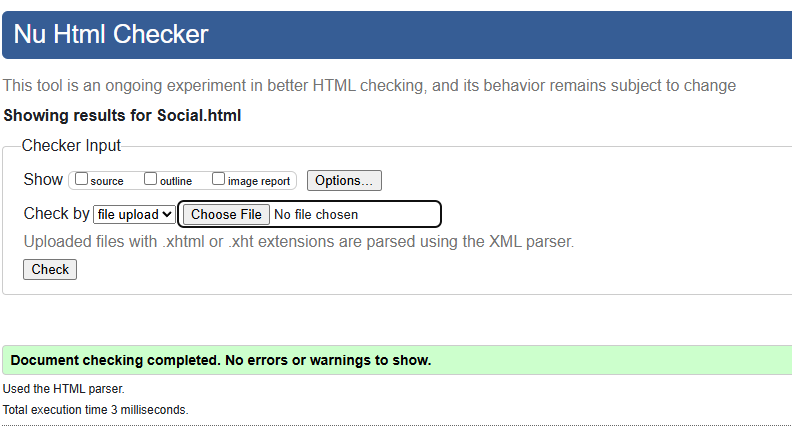 Nu Html Checker
This tool is an ongoing experiment in better HTML checking, and its behavior remains subject to change
Showing results for Social.html
Checker Input
Show source outline image report Options...
Check by file upload Choose File No file chosen
Uploaded files with .xhtml or .xht extensions are parsed using the XML parser.
Check
Document checking completed. No errors or warnings to show.
Used the HTML parser.
Total execution time 3 milliseconds.